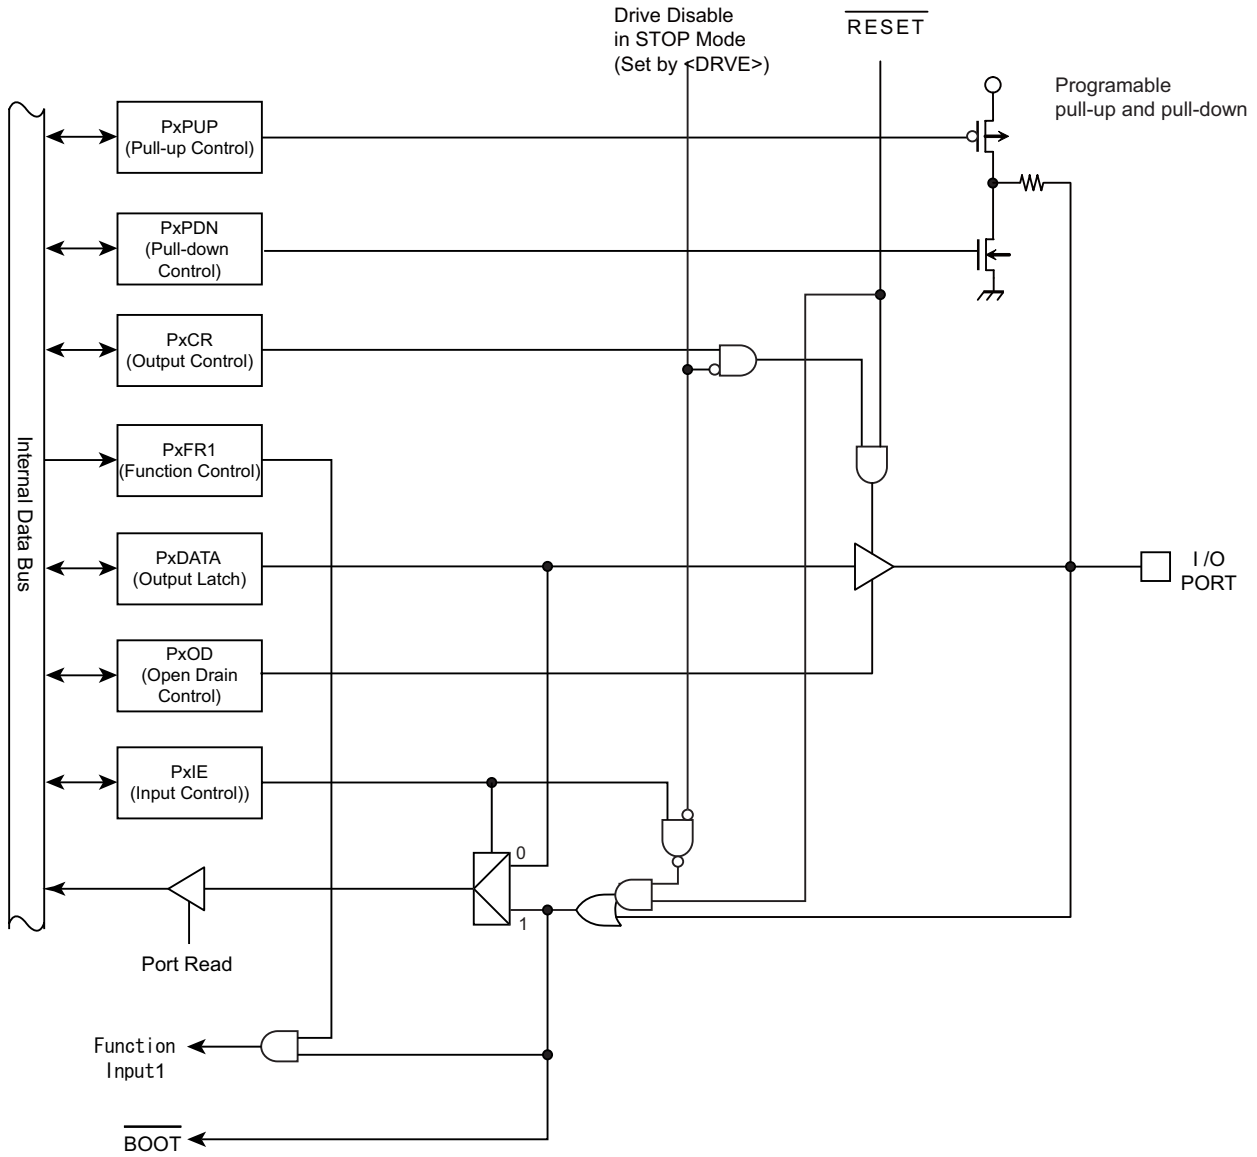 Drive Disable
in STOP Mode
(Set by <DRVE>)
RESET
Programable
pull-up and pull-down
PxPUP
(Pull-up Control)
PxPDN
(Pull-down
Control)
PxCR
(Output Control)
PxFR1
(Function Control)
Internal Data Bus
PxDATA
(Output Latch)
I /O
PORT
PxOD
(Open Drain
Control)
PxIE
(Input Control))
0
1
Port Read
Function
Input1
BOOT